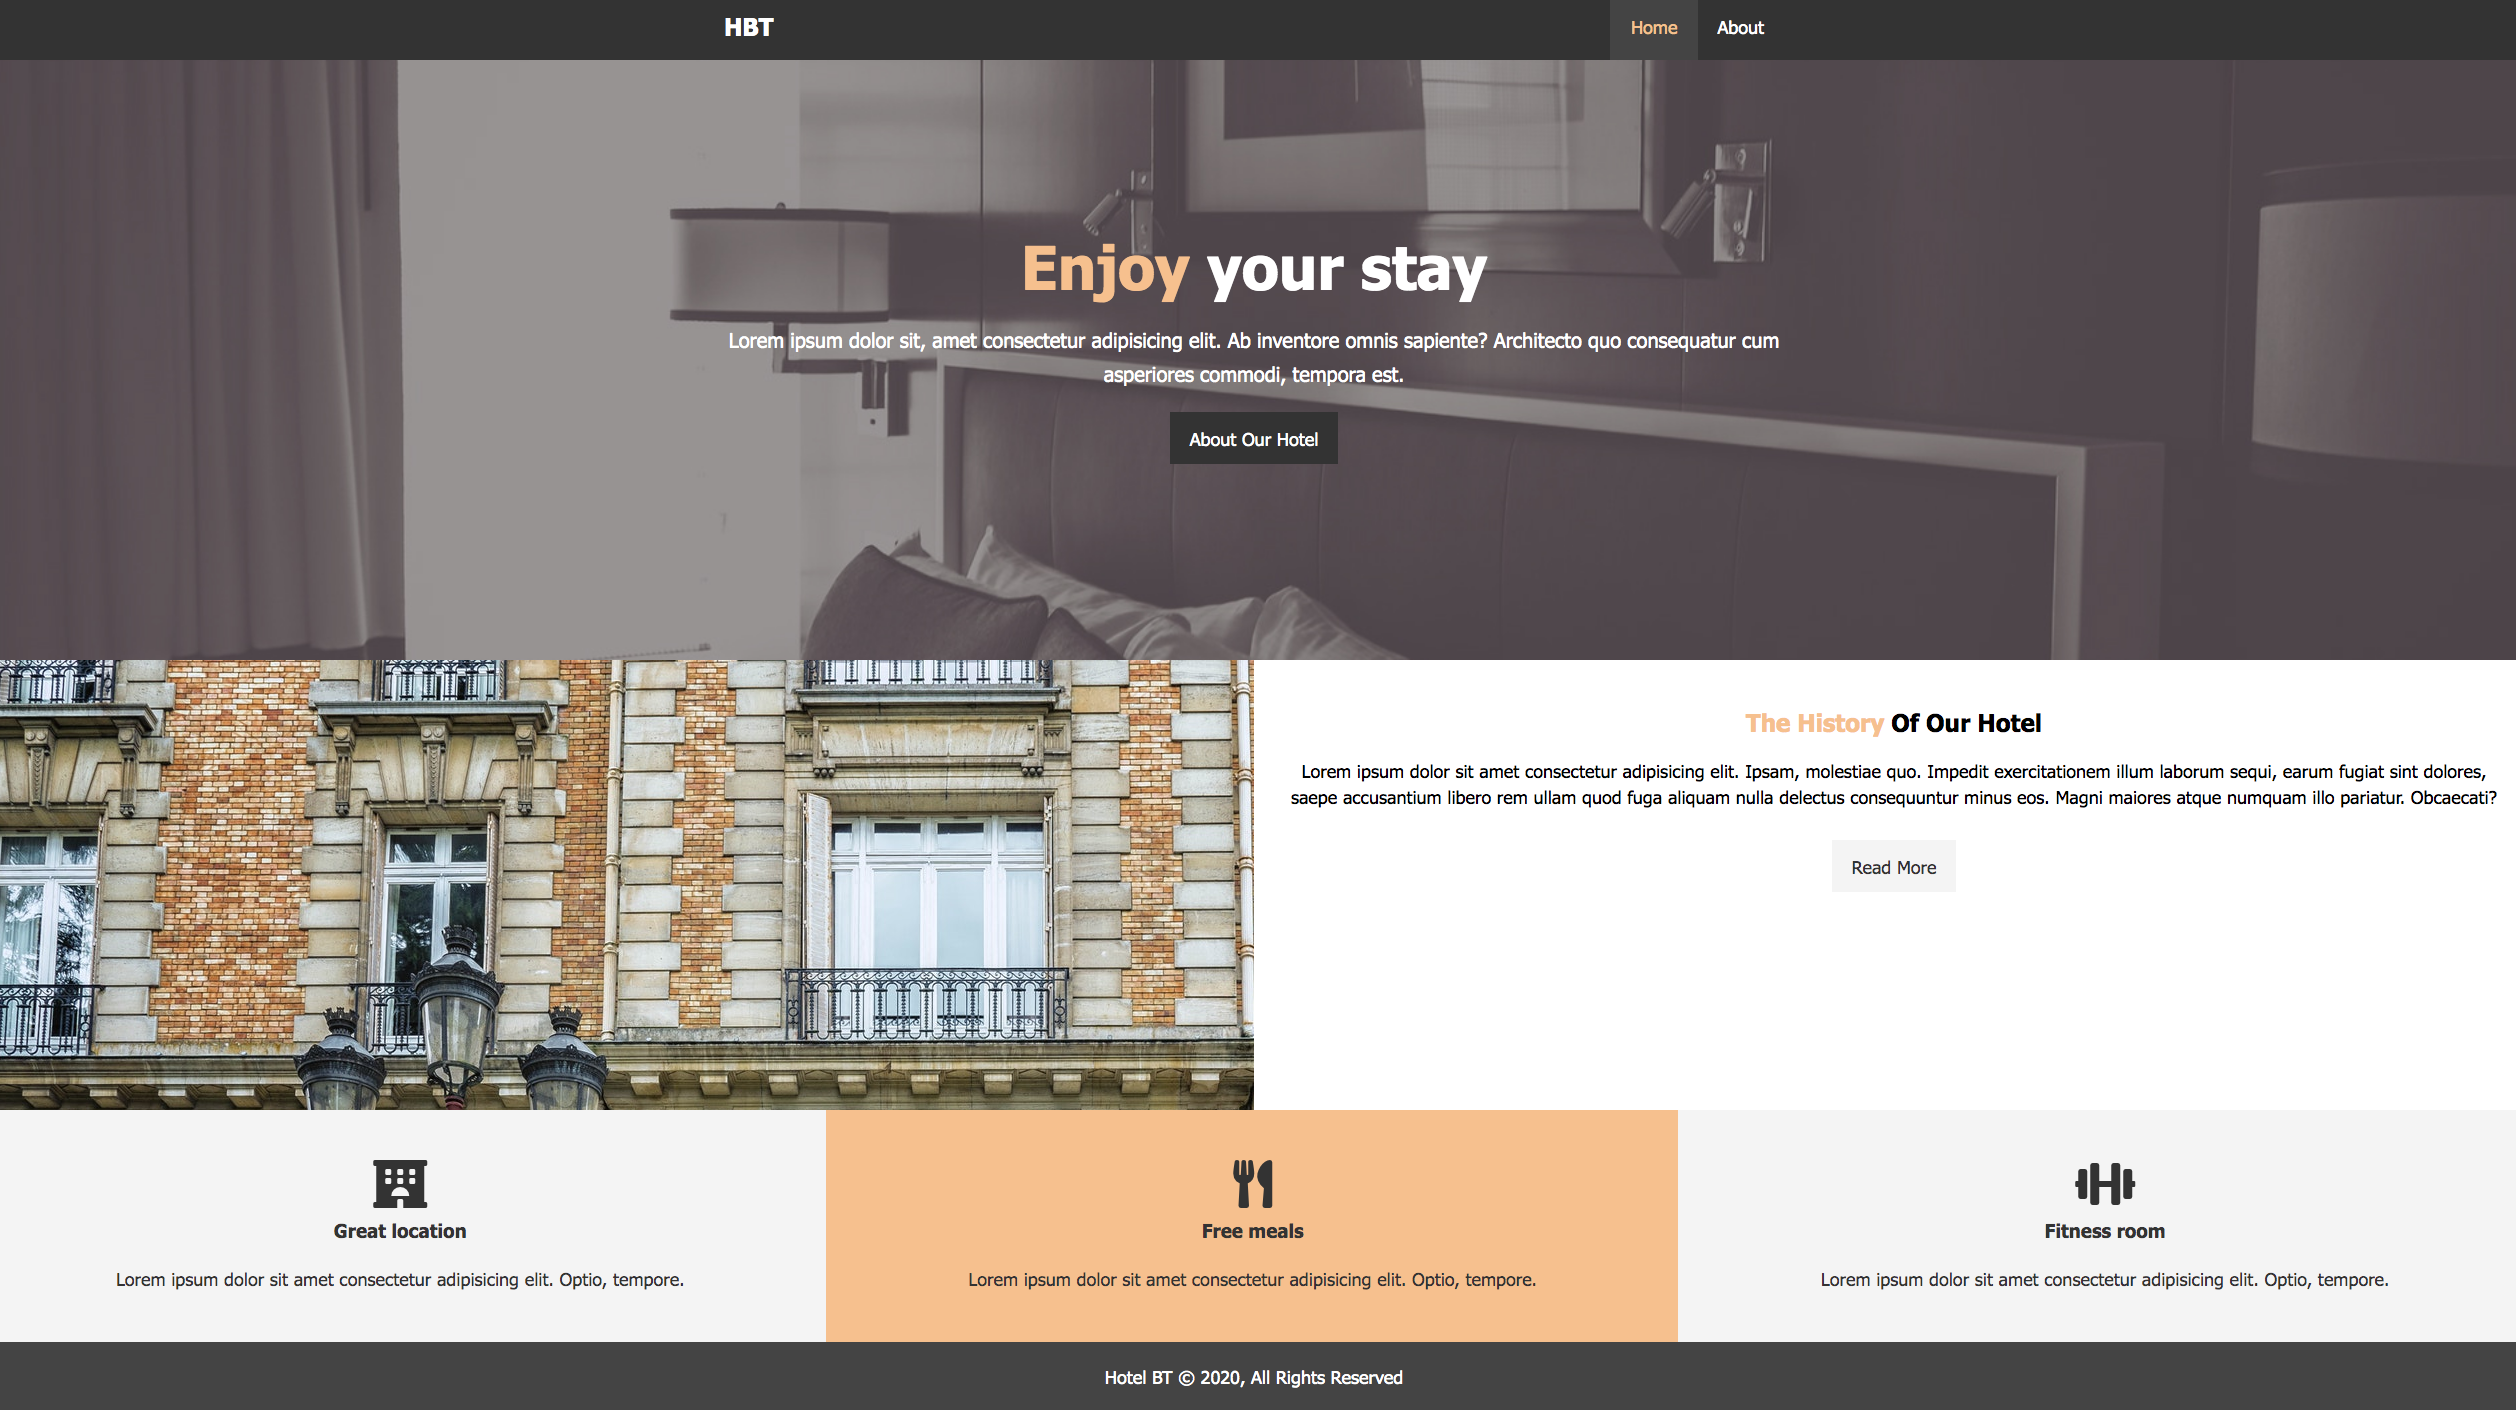 HBT
Home About
Enjoy your stay
Lorem ipsum dolor sit, amet consectetur adipisicing elit. Ab inventore omnis sapiente? Architecto quo consequatur cum
asperiores commodi, tempora est.
About Our Hotel
The History Of Our Hotel
Lorem ipsum dolor sit amet consectetur adipisicing elit. Ipsam, molestiae quo. Impedit exercitationem illum laborum sequi, earum fugiat sint dolores,
saepe accusantium libero rem ullam quod fuga aliquam nulla delectus consequuntur minus eos. Magni maiores atque numquam illo pariatur. Obcaecati?
Read More
Great location
Lorem ipsum dolor sit amet consectetur adipisicing elit. Optio, tempore.
Free meals
Lorem ipsum dolor sit amet consectetur adipisicing elit. Optio, tempore.
Fitness room
Lorem ipsum dolor sit amet consectetur adipisicing elit. Optio, tempore.
Hotel BT © 2020, All Rights Reserved